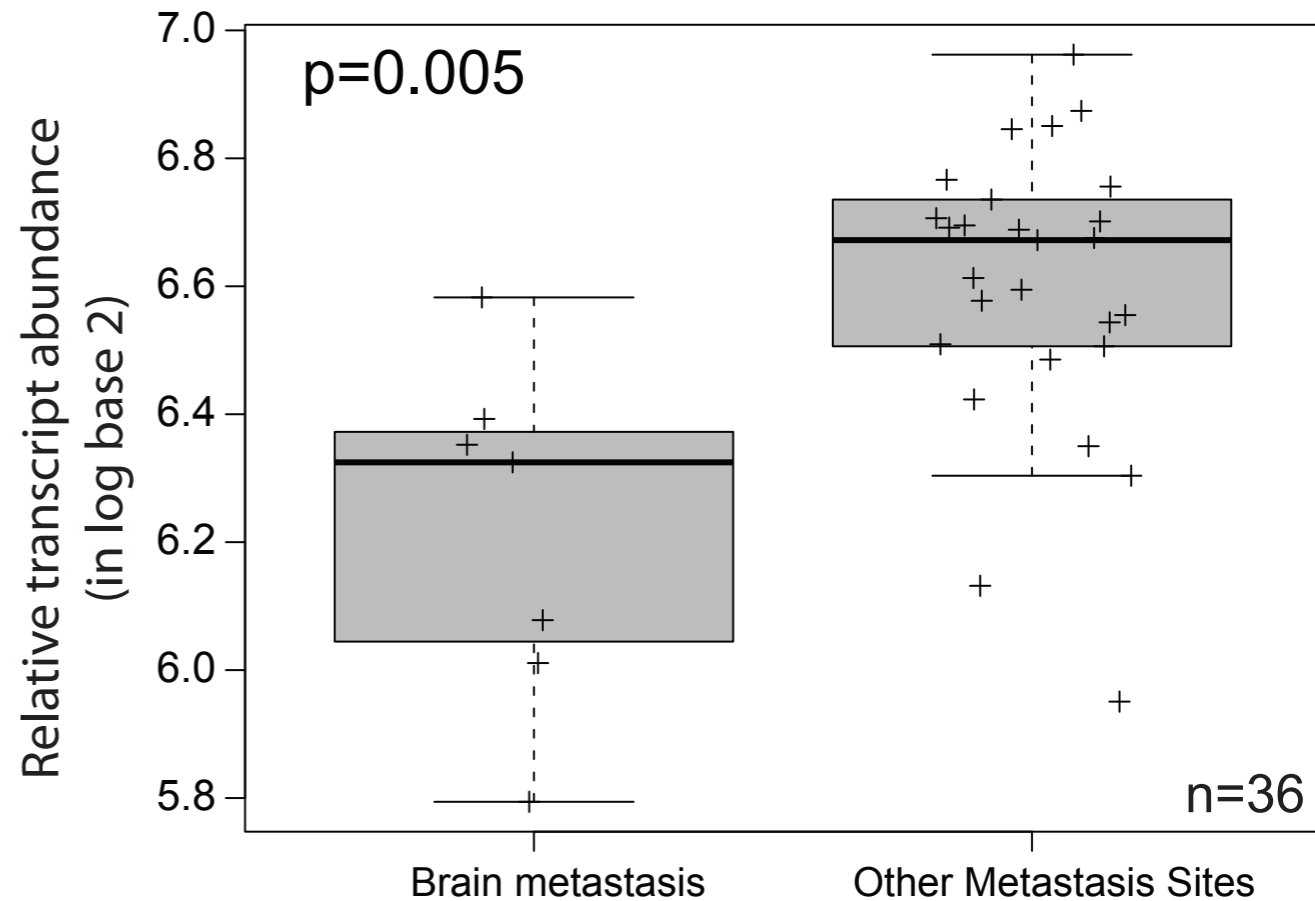 Relative transcript abundance
(in log base 2)
7.0
6.8
6.6
6.4
6.2
6.0
5.8
p=0.005
n=36
Brain metastasis
Other Metastasis Sites